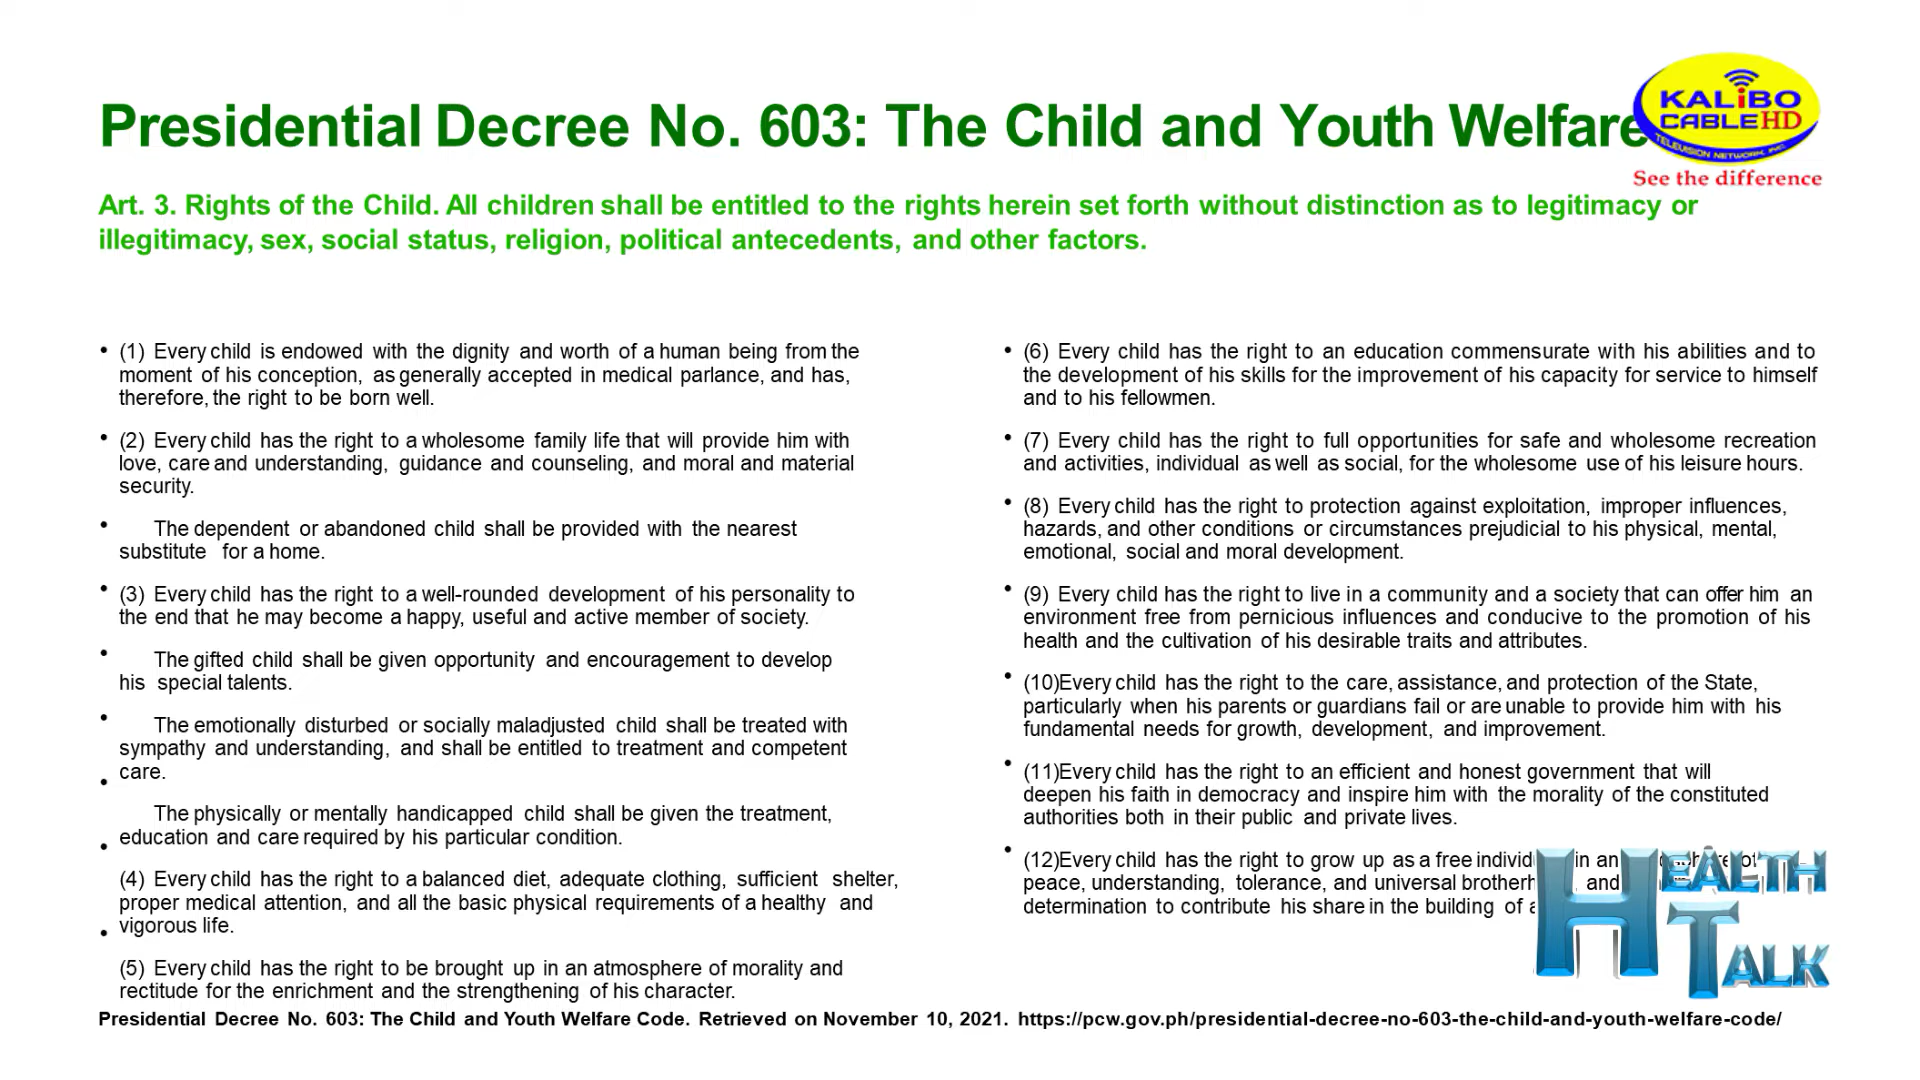 Presidential Decree No. 603: The Child and Youth Welfare
KALiBO
CABLE HD
TELEVISION NETWORK, INC.
See the difference
Art. 3. Rights of the Child. All children shall be entitled to the rights herein set forth without distinction as to legitimacy or
illegitimacy, sex, social status, religion, political antecedents, and other factors.
• (1) Every child is endowed with the dignity and worth of a human being from the
moment of his conception, as generally accepted in medical parlance, and has,
therefore, the right to be born well.
• (2) Every child has the right to a wholesome family life that will provide him with
love, care and understanding, guidance and counseling, and moral and material
security.
• The dependent or abandoned child shall be provided with the nearest
substitute for a home.
• (3) Every child has the right to a well-rounded development of his personality to
the end that he may become a happy, useful and active member of society.
• The gifted child shall be given opportunity and encouragement to develop
his special talents.
• The emotionally disturbed or socially maladjusted child shall be treated with
sympathy and understanding, and shall be entitled to treatment and competent
care.
• The physically or mentally handicapped child shall be given the treatment,
education and care required by his particular condition.
• (4) Every child has the right to a balanced diet, adequate clothing, sufficient shelter,
proper medical attention, and all the basic physical requirements of a healthy and
vigorous life.
• (5) Every child has the right to be brought up in an atmosphere of morality and
rectitude for the enrichment and the strengthening of his character.
• (6) Every child has the right to an education commensurate with his abilities and to
the development of his skills for the improvement of his capacity for service to himself
and to his fellowmen.
• (7) Every child has the right to full opportunities for safe and wholesome recreation
and activities, individual as well as social, for the wholesome use of his leisure hours.
• (8) Every child has the right to protection against exploitation, improper influences,
hazards, and other conditions or circumstances prejudicial to his physical, mental,
emotional, social and moral development.
• (9) Every child has the right to live in a community and a society that can offer him an
environment free from pernicious influences and conducive to the promotion of his
health and the cultivation of his desirable traits and attributes.
• (10)Every child has the right to the care, assistance, and protection of the State,
particularly when his parents or guardians fail or are unable to provide him with his
fundamental needs for growth, development, and improvement.
• (11)Every child has the right to an efficient and honest government that will
deepen his faith in democracy and inspire him with the morality of the constituted
authorities both in their public and private lives.
• (12)Every child has the right to grow up as a free in an of
peace, understanding, tolerance, and universal and
determination to contribute his share in the building of
HEALTH
TALK
Presidential Decree No. 603: The Child and Youth Welfare Code. Retrieved on November 10, 2021. https://pcw.gov.ph/presidential-decree-no-603-the-child-and-youth-welfare-code/